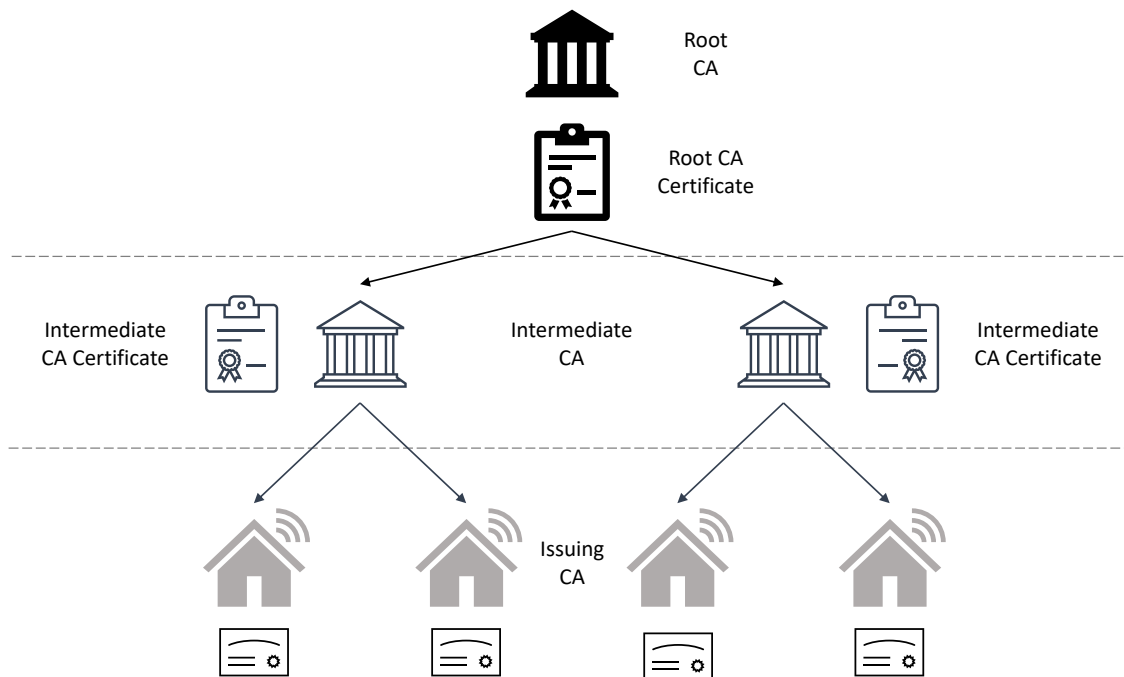 Root
CA
Root CA
Certificate
Intermediate
CA Certificate
Intermediate
CA
Intermediate
CA Certificate
Issuing
CA